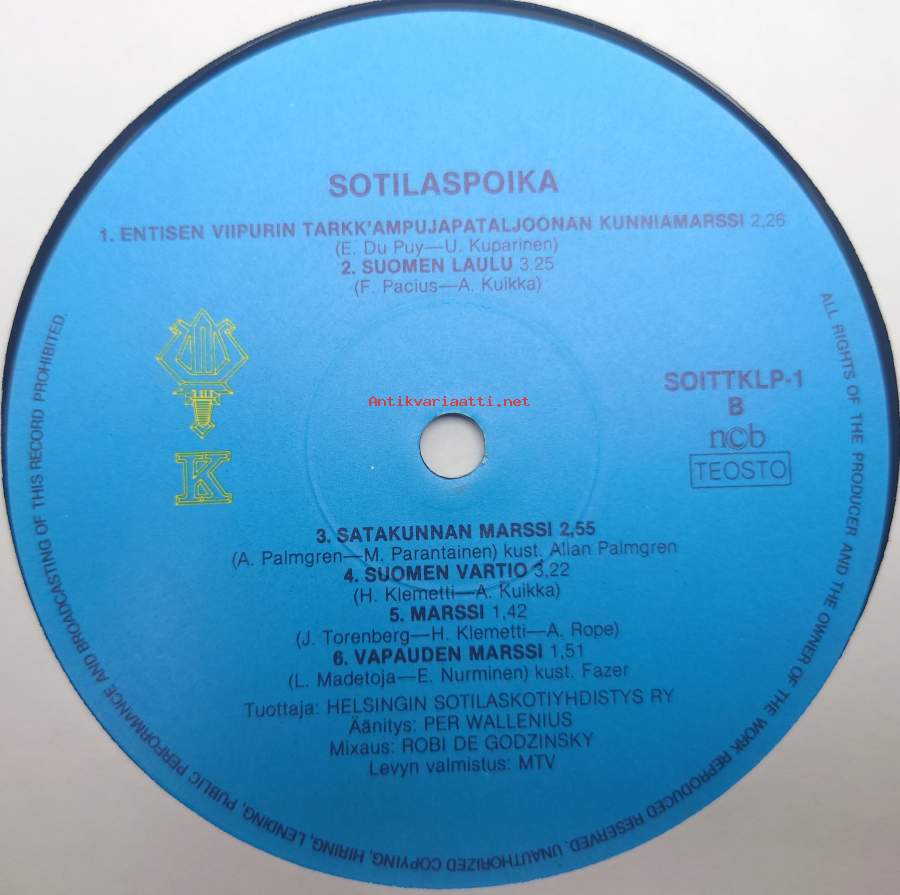 SOTILASPOIKA
1. ENTISEN VIIPURIN TARKK'AMPUJAPATALJOONAN KUNNIAMARSSI 2,26
(E. Du Puy—U. Kuparinen)
2. SUOMEN LAULU 3.25
(F. Pacius—A. Kuikka)
SOITTKLP-1
B
n©b
TEOSTO
K
Antikvariaatti.net
3. SATAKUNNAN MARSSI 2,55
(A. Palmgren—M. Parantainen) kust. Allan Palmgren
4. SUOMEN VARTIO 3,22
(H. Klemetti—A. Kuikka)
5. MARSSI 1,42
(J. Torenberg—H. Klemetti—A. Rope)
6. VAPAUDEN MARSSI 1,51
(L. Madetoja—E. Nurminen) kust. Fazer
Tuottaja: HELSINGIN SOTILASKOTIYHDISTYS RY
Äänitys: PER WALLENIUS
Mixaus: ROBI DE GODZINSKY
Levyn valmistus: MTV
ALL RIGHTS OF THE PRODUCER AND THE OWNER OF THE WORK REPRODUCED RESERVED. UNAUTHORIZED COPYING, HIRING, LENDING, PUBLIC PERFORMANCE AND BROADCASTING OF THIS RECORD PROHIBITED.